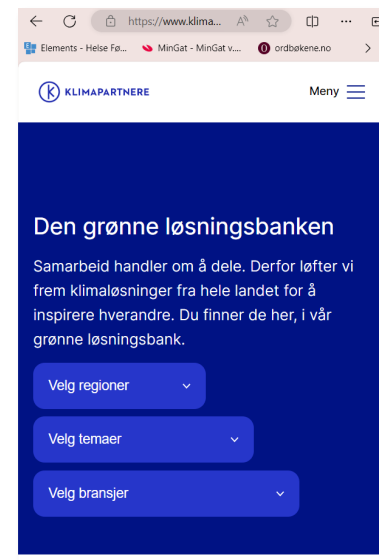 https://www.klima...
Elements - Helse Fø...
MinGat - MinGat v....
ordbøkene.no
KLIMAPARTNERE
Meny
Den grønne løsningsbanken
Samarbeid handler om å dele. Derfor løfter vi
frem klimaløsninger fra hele landet for å
inspirere hverandre. Du finner de her, i vår
grønne løsningsbank.
Velg regioner
Velg temaer
Velg bransjer